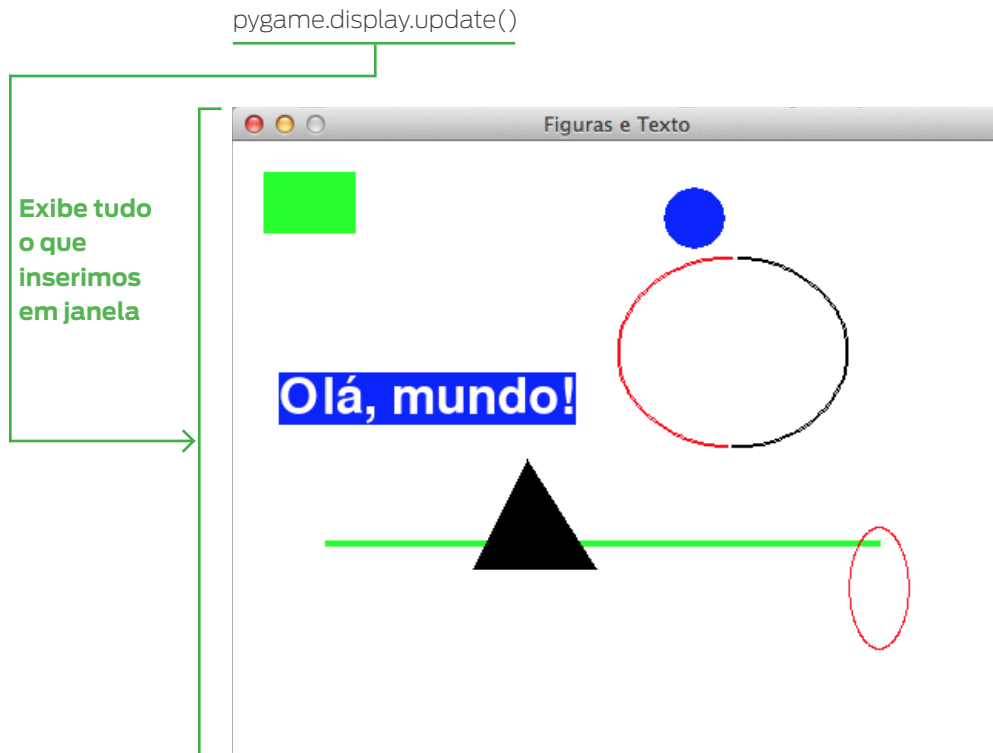 pygame.display.update()
Figuras e Texto
Exibe tudo
o que
inserimos
em janela
Olá, mundo!